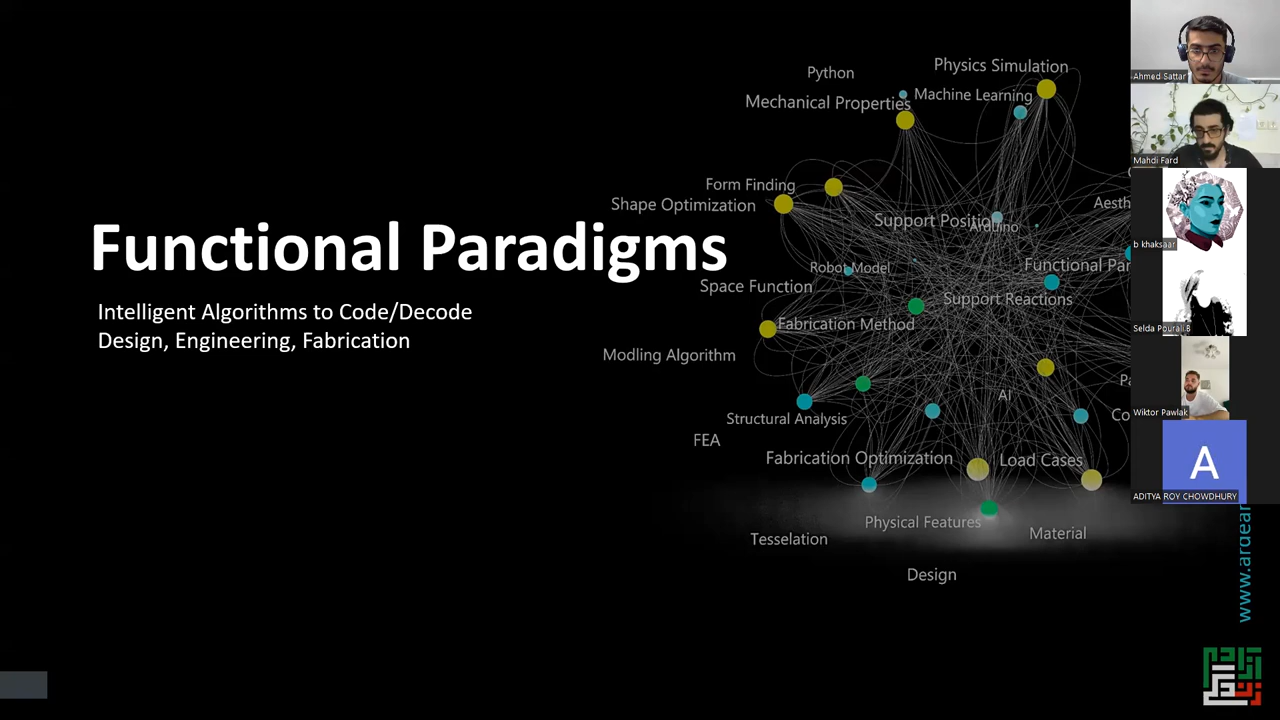 Functional Paradigms
Intelligent Algorithms to Code/Decode
Design, Engineering, Fabrication
Python
Physics Simulation
Mechanical Properties
Machine Learning
Form Finding
Shape Optimization
Support Position
Arduino
Robot Model
Functional Par
Space Function
Support Reactions
Fabrication Method
Modling Algorithm
AI
Structural Analysis
FEA
Fabrication Optimization
Load Cases
Physical Features
Material
Tesselation
Design
Aesth
Pa
Co
Ahmed Sattar
Mahdi Fard
b khaksaar
Selda Pourali.B
Wiktor Pawlak
A
ADITYA ROY CHOWDHURY